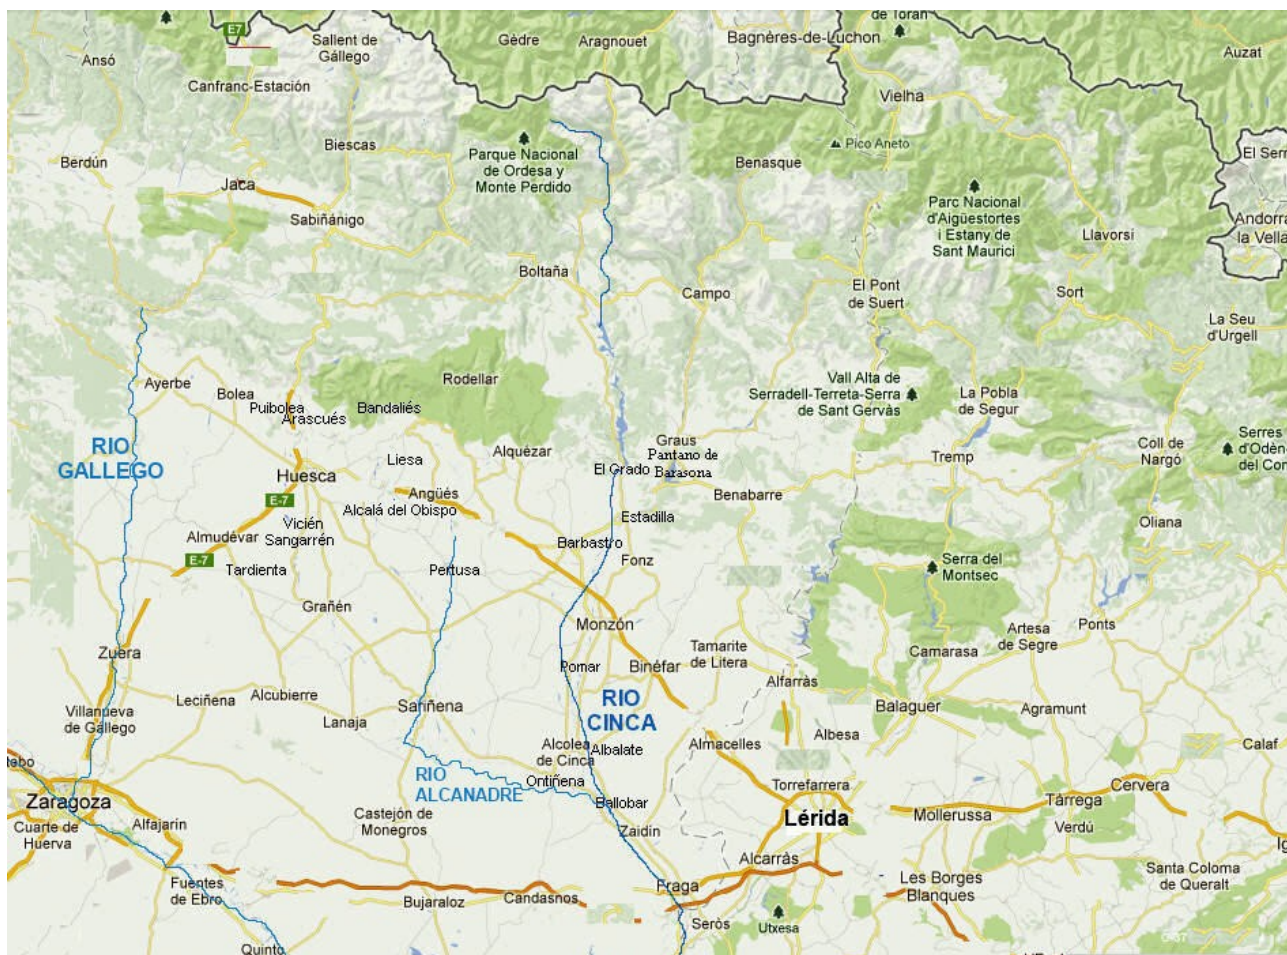 de Toran
E7
Sallent de
Gállego
Gèdre
Aragnouet
Bagnères-de-Luchon
Auzat
Ansó
Canfranc-Estación
Vielha
Biescas
Parque Nacional
de Ordesa y
Monte Perdido
Pico Aneto
Benasque
El Serr
Berdún
Jaca
Sabiñánigo
Parc Nacional
d'Aigüestortes
i Estany de
Sant Maurici
Llavorsí
Andorra
la Vella
Boltaña
Campo
El Pont
de Suert
Sort
La Seu
d'Urgell
Ayerbe
Bolea
Rodellar
Puibolea
Arascués
Bandaliés
Vall Alta de
Serradell-Terreta-Serra
de Sant Gervàs
La Pobla
de Segur
RIO
GALLEGO
Alquézar
Graus
Pantano de
Barasona
Coll de
Nargó
Serres
d'Odèn
del Con
Liesa
Huesca
El Grado
Tremp
E-7
Angüés
Alcalá del Obispo
Benabarre
Vicién
Sangarrén
Estadilla
Oliana
Almudévar
Barbastro
E-7
Tardienta
Pertusa
Fonz
Serra del
Montsec
Grañén
Monzón
Artesa
de Segre
Ponts
Zuera
Pomar
Binéfar
Tamarite
de Litera
Camarasa
Leciñena
Alcubierre
Sariñena
RIO
CINCA
Alfarràs
Villanueva
de Gallego
Lanaja
Balaguer
Agramunt
Alcolea
de Cinca
Albalate
Almacelles
Albesa
Calaf
tebo
RIO
ALCANADRE
Ontiñena
Torrefarrera
Cervera
Zaragoza
Ballobar
Tàrrega
Cuarte de
Huerva
Alfajarín
Castejón de
Monegros
Zaidín
Lérida
Mollerussa
Verdú
Ig
Alcarràs
Fuentes
de Ebro
Fraga
Les Borges
Blanques
Santa Coloma
de Queralt
Bujaraloz
Candasnos
Seròs
Utxesa
Quinto